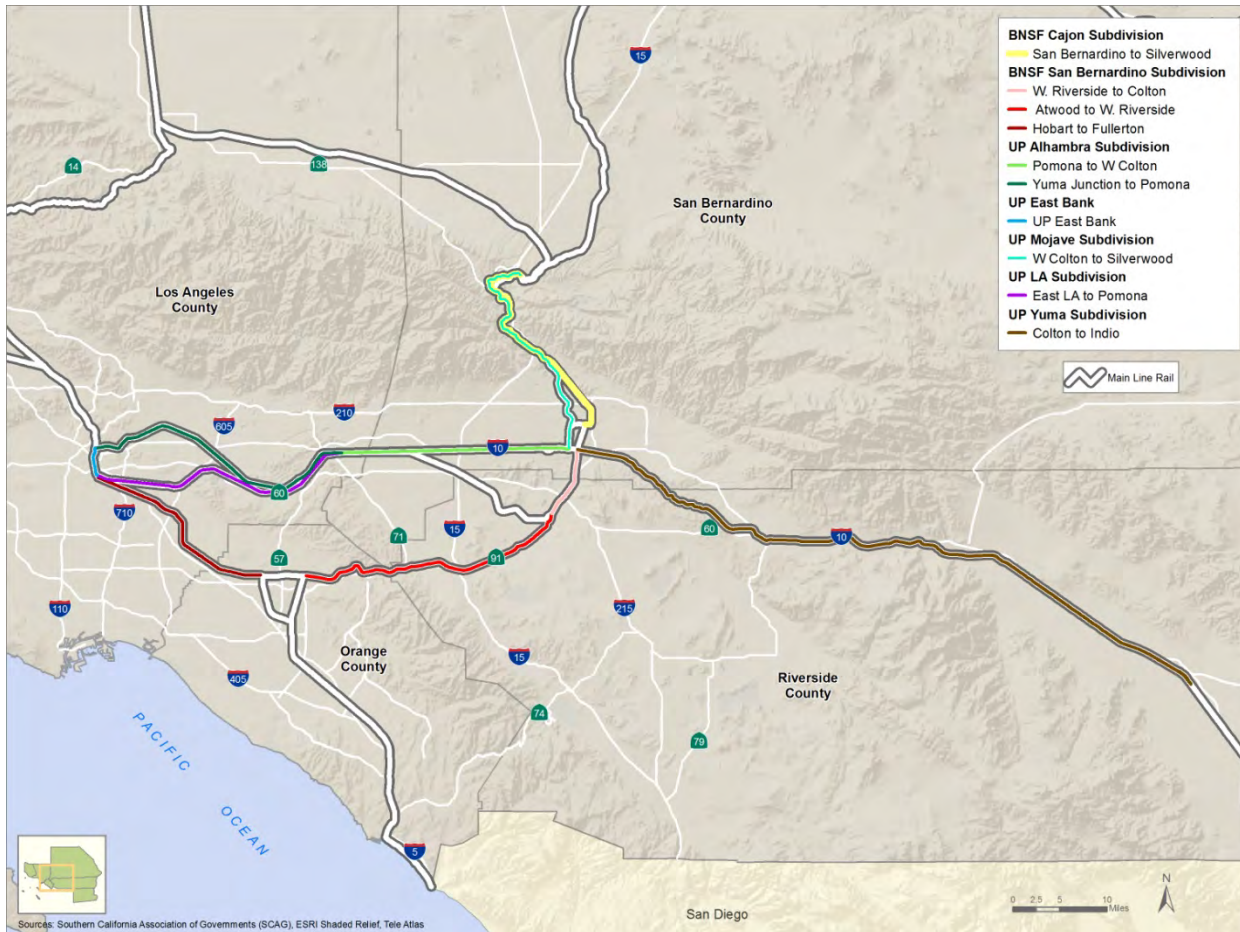 15
BNSF Cajon Subdivision
San Bernardino to Silverwood
BNSF San Bernardino Subdivision
W. Riverside to Colton
Atwood to W. Riverside
Hobart to Fullerton
UP Alhambra Subdivision
Pomona to W Colton
Yuma Junction to Pomona
UP East Bank
UP East Bank
UP Mojave Subdivision
W Colton to Silverwood
UP LA Subdivision
East LA to Pomona
UP Yuma Subdivision
Colton to Indio
Main Line Rail
14
138
San Bernardino
County
Los Angeles
County
210
605
10
60
710
71
15
91
60
10
57
110
215
Orange
County
15
405
Riverside
County
74
79
PACIFIC
OCEAN
5
San Diego
N
0 2.5 5 10
Miles
Sources: Southern California Association of Governments (SCAG), ESRI Shaded Relief, Tele Atlas